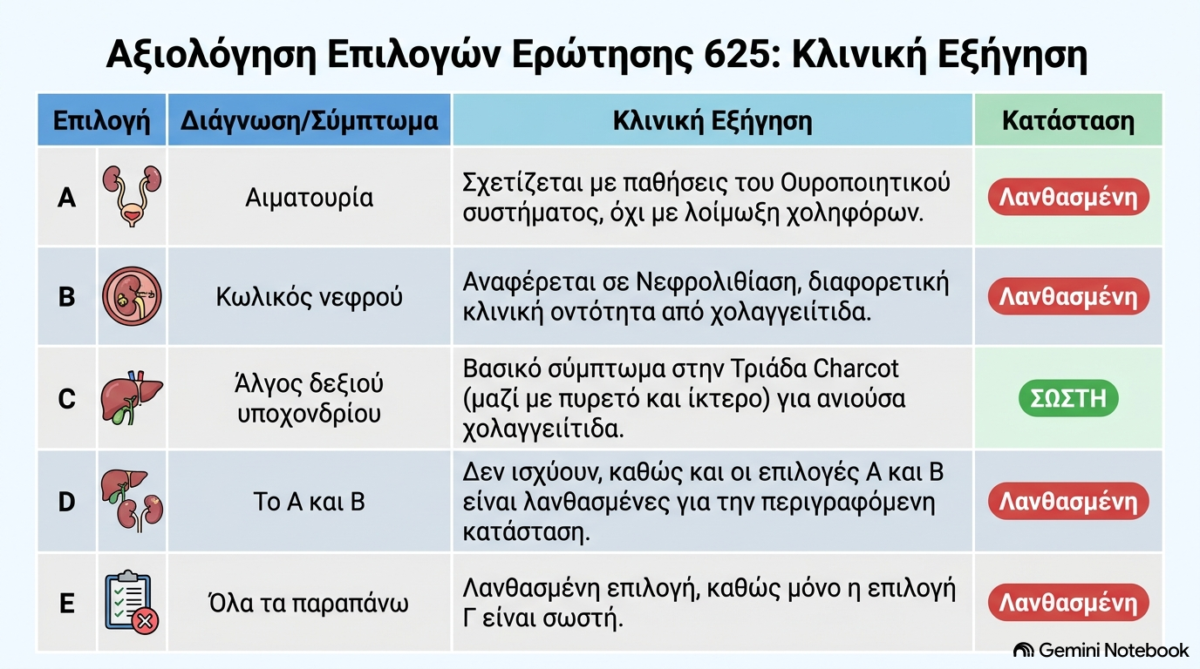 Αξιολόγηση Επιλογών Ερώτησης 625: Κλινική Εξήγηση
Επιλογή Διάγνωση/Σύμπτωμα Κλινική Εξήγηση Κατάσταση
A Αιματουρία
Σχετίζεται με παθήσεις του Ουροποιητικού
συστήματος, όχι με λοίμωξη χοληφόρων.
Λανθασμένη
B Κωλικός νεφρού
Αναφέρεται σε Νεφρολιθίαση, διαφορετική
κλινική οντότητα από χολαγγειίτιδα.
Λανθασμένη
C
Άλγος δεξιού
υποχονδρίου
Βασικό σύμπτωμα στην Τριάδα Charcot
(μαζί με πυρετό και ίκτερο) για ανιούσα
χολαγγειίτιδα.
ΣΩΣΤΗ
D Το Α και Β
Δεν ισχύουν, καθώς και οι επιλογές Α και Β
είναι λανθασμένες για την περιγραφόμενη
κατάσταση.
Λανθασμένη
E Όλα τα παραπάνω
Λανθασμένη επιλογή, καθώς μόνο η επιλογή
Γ είναι σωστή.
Λανθασμένη
Gemini Notebook